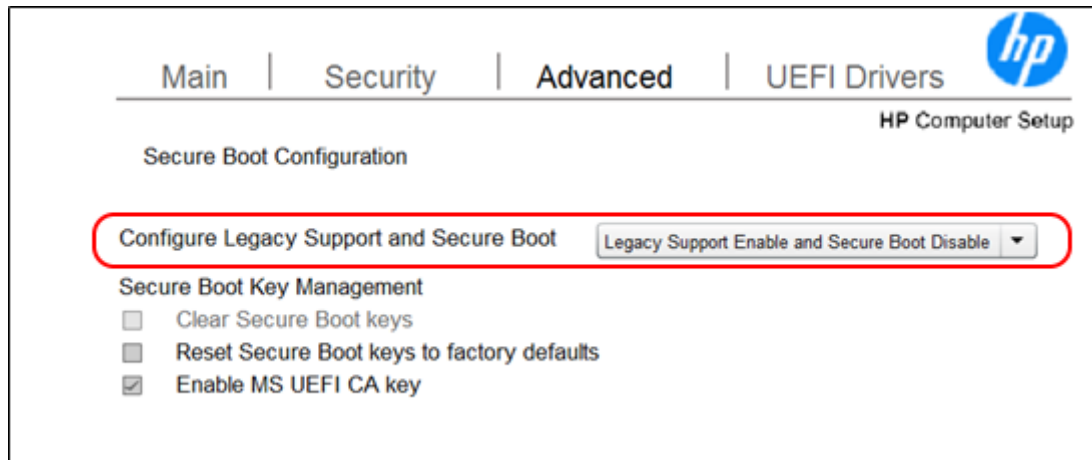 hp
Main | Security | Advanced | UEFI Drivers
HP Computer Setup
Secure Boot Configuration
Configure Legacy Support and Secure Boot Legacy Support Enable and Secure Boot Disable
Secure Boot Key Management
Clear Secure Boot keys
Reset Secure Boot keys to factory defaults
Enable MS UEFI CA key